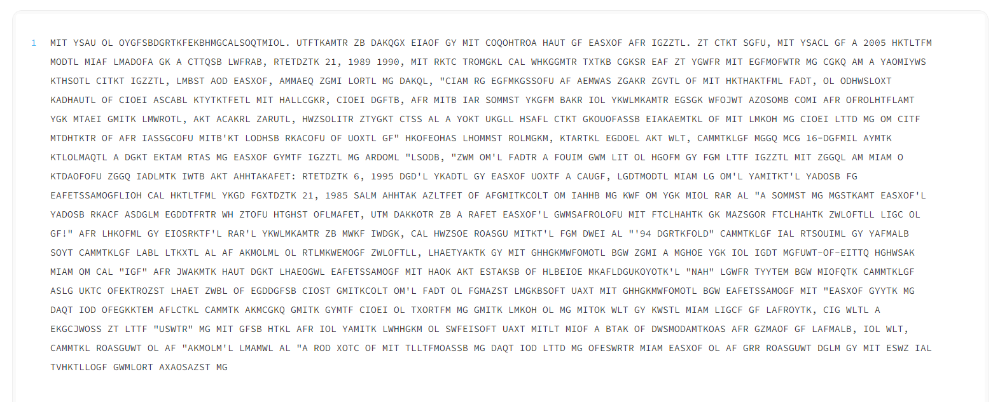 1 MIT YSAU OL OYGFSBDGRTKFEKBHMGCALSOQTMIOL. UTFTKAMTR ZB DAKQGX EIAOF GY MIT COQOHTROA HAUT GF EASXOF AFR IGZZTL. ZT CTKT SGFU, MIT YSACL GF A 2005 HKTLTFM
MODTL MIAF LMADOFA GK A CTTQSB LWFRAB, RTETDZTK 21, 1989 1990, MIT RKTC TROMGKL CAL WHKGGMTR TXTKB CGKSR EAF ZT YGWFR MIT EGFMOFWTR MG CGKQ AM A YAOMIYWS
KTHSOTL CITKT IGZZTL, LMBST AOD EASXOF, AMMAEQ ZGMI LORTL MG DAKQL, "CIAM RG EGFMKGSSOFU AF AEMWAS ZGAKR ZGVTL OF MIT HKTHAKTFML FADT, OL ODHWSLOXT
KADHAUTL OF CIOEI ASCABL KTYTKTFETL MIT HALLCGKR, CIOEI DGFTB, AFR MITB IAR SOMMST YKGFM BAKR IOL YKWLMKAMTR EGSGK WFOJWT AZOSOMB COMI AFR OFROLHTFLAMT
YGK MTAEI GMITK LMWROTL, AKT ACAKRL ZARUTL, HWZSOLITR ZTYGKT CTSS AL A YOKT UKGLL HSAFL CTKT GKOUOFASSB EIAKAEMTKL OF MIT LMKOH MG CIOEI LTTD MG OM CITF
MTDHTKTR OF AFR IASSGCOFU MITB'KT LODHSB RKACOFU OF UOXTL GF" HKOFEOHAS LHOMMST ROLMGKM, KTARTKL EGDOEL AKT WLT, CAMMTKLGF MGGQ MCG 16-DGFMIL AYMTK
KTLOLMAQTL A DGKT EKTAM RTAS MG EASXOF GYMTF IGZZTL MG ARDOML "LSODB, "ZWM OM'L FADTR A FOUIM GWM LIT OL HGOFM GY FGM LTTF IGZZTL MIT ZGGQL AM MIAM O
KTDAOFOFU ZGGQ IADLMTK IWTB AKT AHHTAKAFET: RTETDZTK 6, 1995 DGD'L YKADTL GY EASXOF UOXTF A CAUGF, LGDTMODTL MIAM LG OM'L YAMITKT'L YADOSB FG
EAFETSSAMOGFLIOH CAL HKTLTFML YKGD FGXTDZTK 21, 1985 SALM AHHTAK AZLTFET OF AFGMITKCOLT OM IAHHB MG KWF OM YGK MIOL RAR AL "A SOMMST MG MGSTKAMT EASXOF'L
YADOSB RKACF ASDGLM EGDDTFRTR WH ZTOFU HTGHST OFLMAFET, UTM DAKKOTR ZB A RAFET EASXOF'L GWMSAFROLOFU MIT FTCLHAHTK GK MAZSGOR FTCLHAHTK ZWLOFTLL LIGC OL
GF!" AFR LHKOFML GY EIOSRKTF'L RAR'L YKWLMKAMTR ZB MWKF IWDGK, CAL HWZSOE ROASGU MITKT'L FGM DWEI AL "'94 DGRTKFOLD" CAMMTKLGF IAL RTSOUIML GY YAFMALB
SOYT CAMMTKLGF LABL LTKXTL AL AF AKMOLML OL RTLMKWEMOGF ZWLOFTLL, LHAETYAKTK GY MIT GHHGKMWFOMOTL BGW ZGMI A MGHOE YGK IOL IGDT MGFUWT-OF-EITTQ HGHWSAK
MIAM OM CAL "IGF" AFR JWAKMTK HAUT DGKT LHAEOGWL EAFETSSAMOGF MIT HAOK AKT ESTAKSB OF HLBEIOE MKAFLDGUKOYOTK'L "NAH" LGWFR TYYTEM BGW MIOFQTK CAMMTKLGF
ASLG UKTC OFEKTROZST LHAET ZWBL OF EGDDGFSB CIOST GMITKCOLT OM'L FADT OL FGMAZST LMGKBSOFT UAXT MIT GHHGKMWFOMOTL BGW EAFETSSAMOGF MIT "EASXOF GYYTK MG
DAQT IOD OFEGKKTEM AFLCTKL CAMMTK AKMCGKQ GMITK GYMTF CIOEI OL TXORTFM MG GMITK LMKOH OL MG MITOK WLT GY KWSTL MIAM LIGCF GF LAFROYTK, CIG WLTL A
EKGCJWOSS ZT LTTF "USWTR" MG MIT GFSB HTKL AFR IOL YAMITK LWHHGKM OL SWFEISOFT UAXT MITLT MIOF A BTAK OF DWSMODAMTKOAS AFR GZMAOF GF LAFMALB, IOL WLT,
CAMMTKL ROASGUWT OL AF "AKMOLM'L LMAMWL AL "A ROD XOTC OF MIT TLLTFMOASSB MG DAQT IOD LTTD MG OFESWRTR MIAM EASXOF OL AF GRR ROASGUWT DGLM GY MIT ESWZ IAL
TVHKTLLOGF GWMLORT AXAOSAZST MG